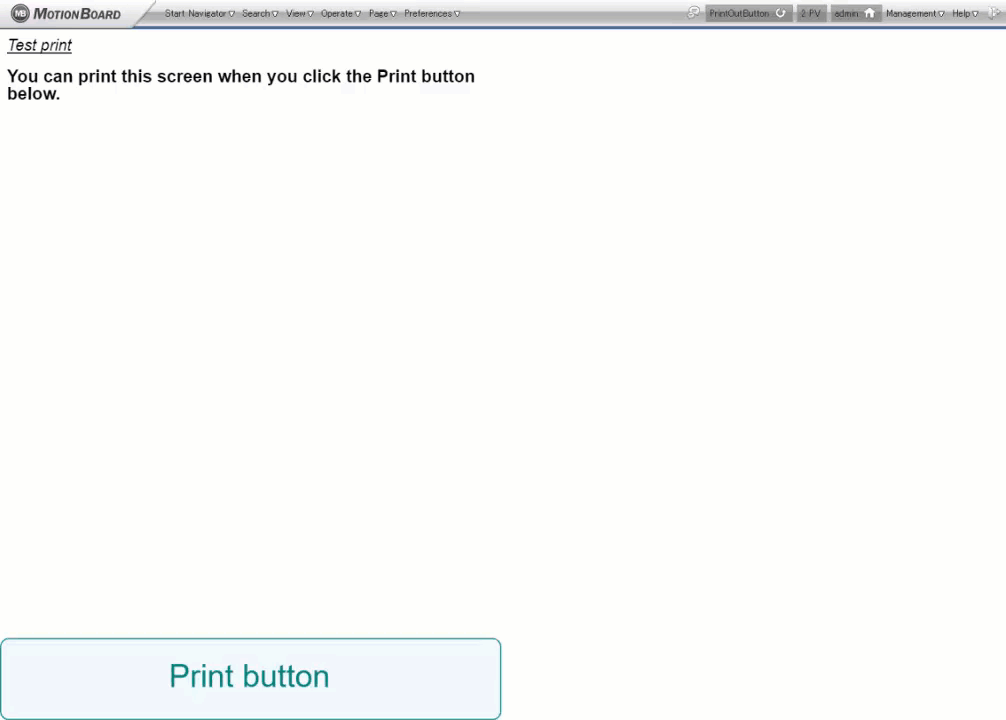 MB MOTIONBOARD Start Navigator▽ Search▽ View▽ Operate▽ Page▽ Preferences▽ PrintOutButton 2 PV admin Management▽ Help▽
Test print
You can print this screen when you click the Print button
below.
Print button